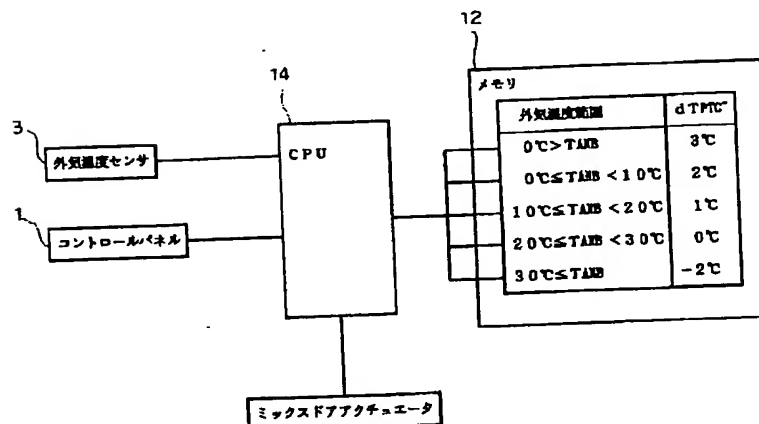 12
14
メモリ
外気温度範囲 dTPTC"
3 外気温度センサ
CPU
0℃>TAMB 3℃
0℃≦TAMB<10℃ 2℃
10℃≦TAMB<20℃ 1℃
1 コントロールパネル
20℃≦TAMB<30℃ 0℃
30℃≦TAMB -2℃
ミックスドアアクチュエータ